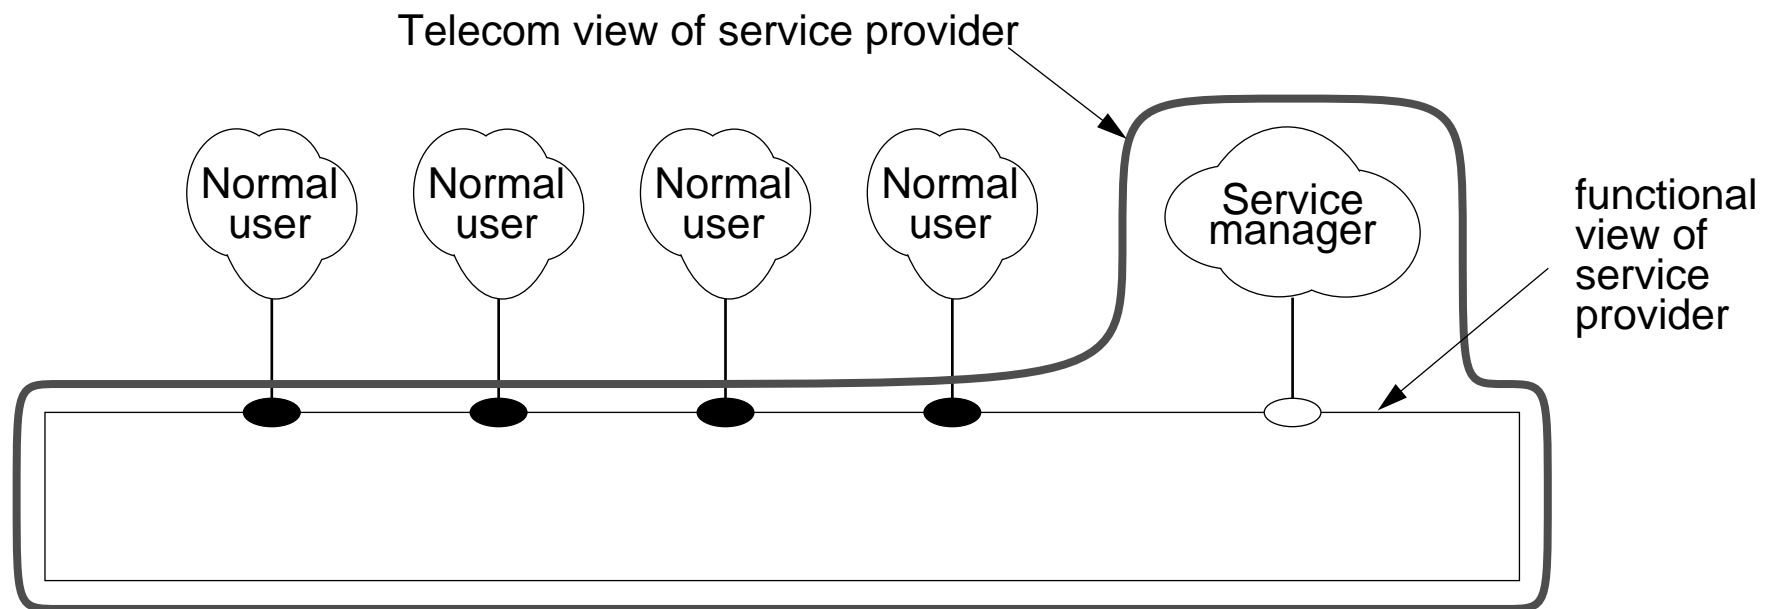 Telecom view of service provider
Normal
user
Normal
user
Normal
user
Normal
user
Service
manager
functional
view of
service
provider